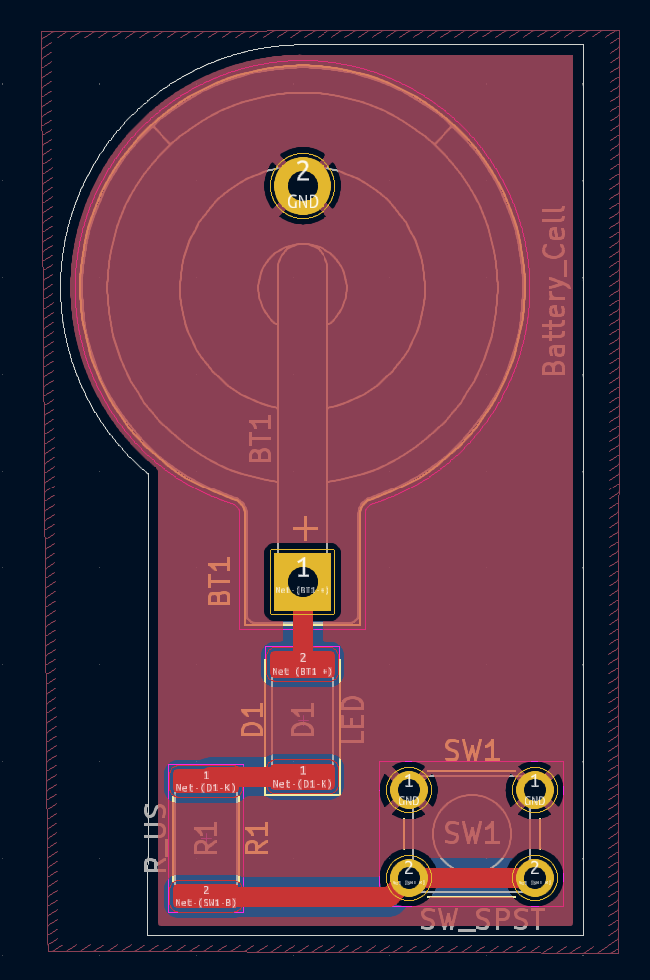 2
GND
Battery_Cell
BT1
+
BT1
1
Net-(BT1-+)
2
Net (BT1 +)
D1
D1
LED
1
Net-(D1-K)
1
Net-(D1-K)
R_US
R1
R1
2
Net-(SW1-B)
SW1
1
GND
1
GND
SW1
2
2
SW_SPST